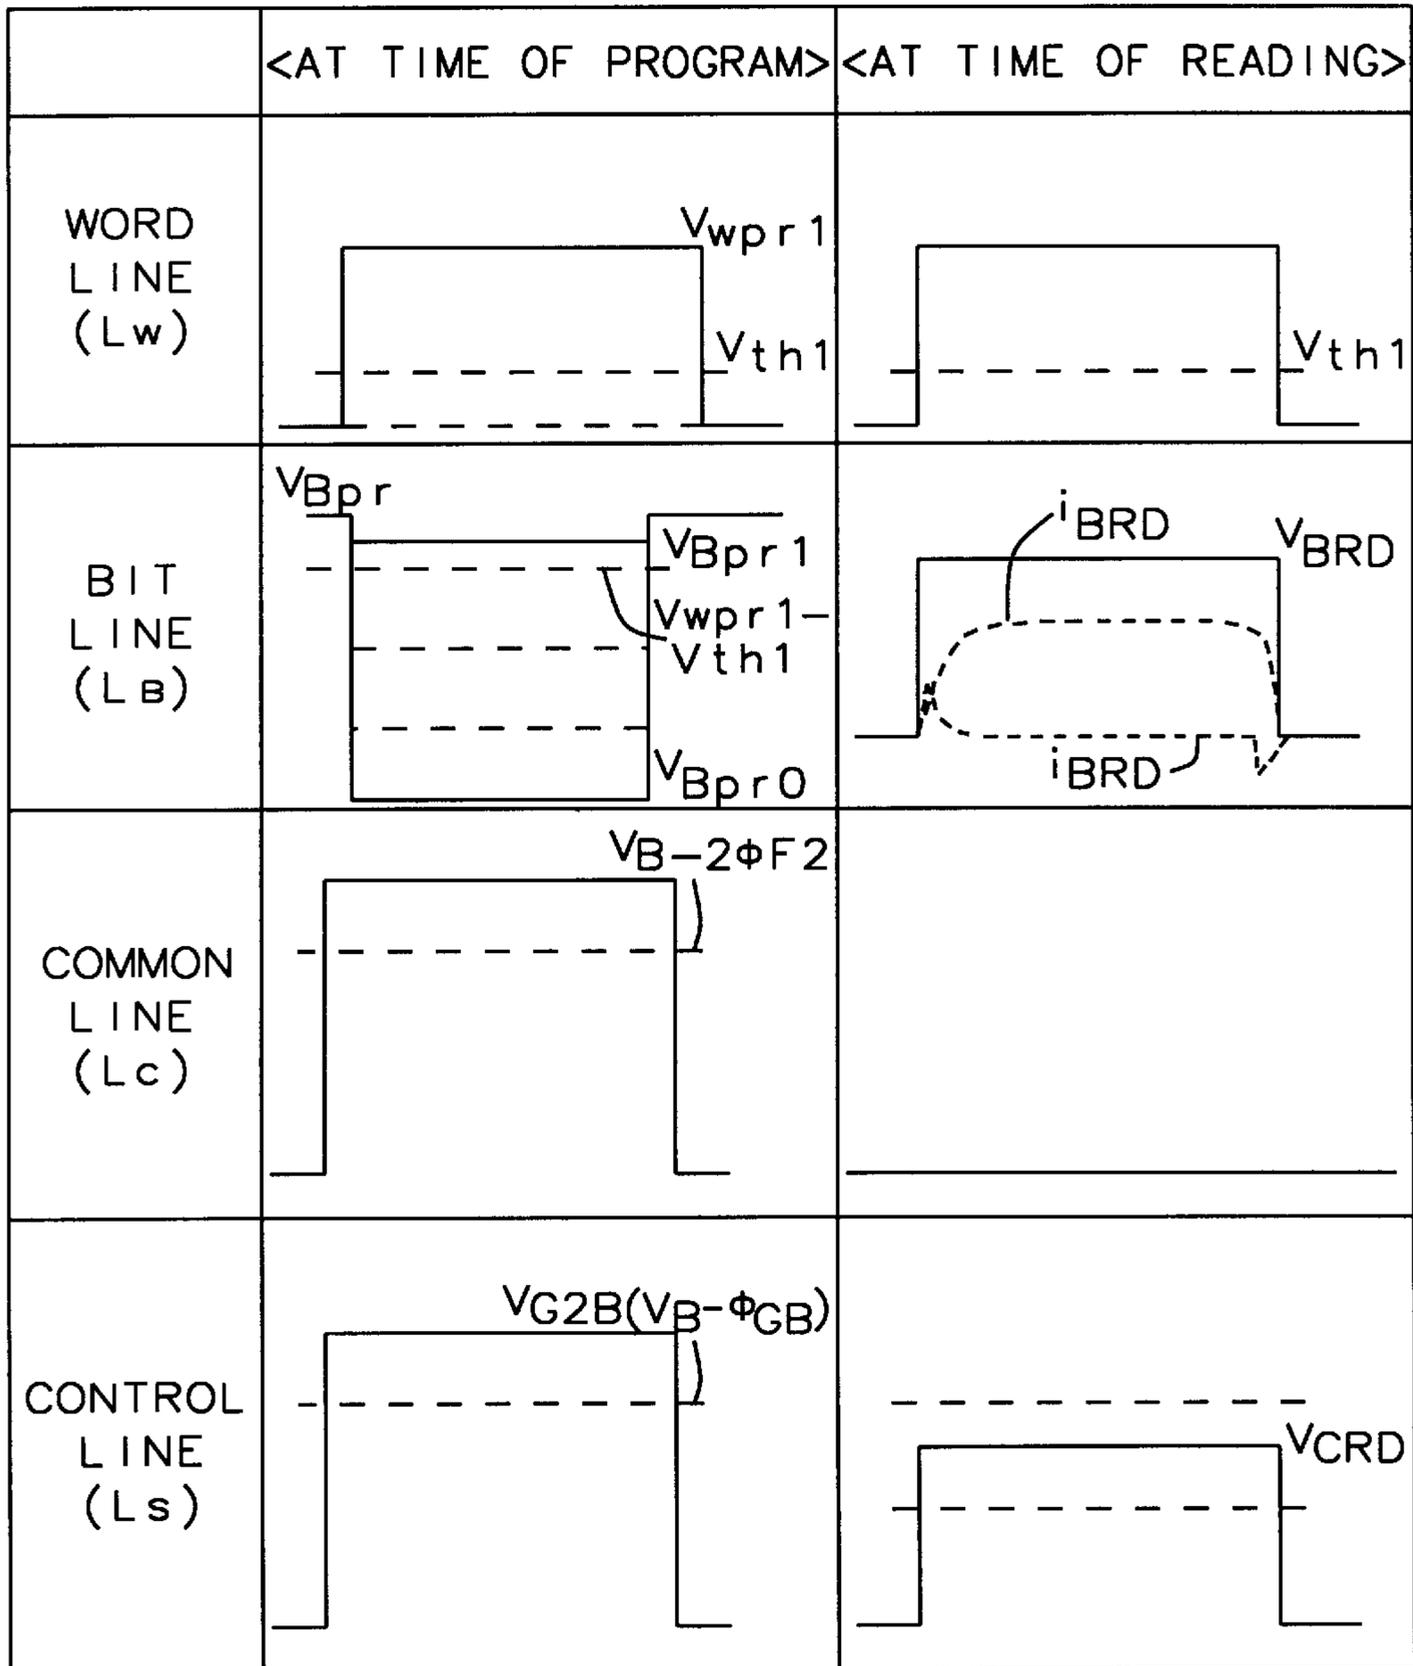 <AT TIME OF PROGRAM>
<AT TIME OF READING>
WORD
LINE
(Lw)
Vwpr1
Vth1
Vth1
BIT
LINE
(LB)
VBpr
VBpr1
Vwpr1-
Vth1
VBpr0
iBRD
VBRD
iBRD
COMMON
LINE
(Lc)
VB-2ΦF2
CONTROL
LINE
(Ls)
VG2B(VB-ΦGB)
VCRD